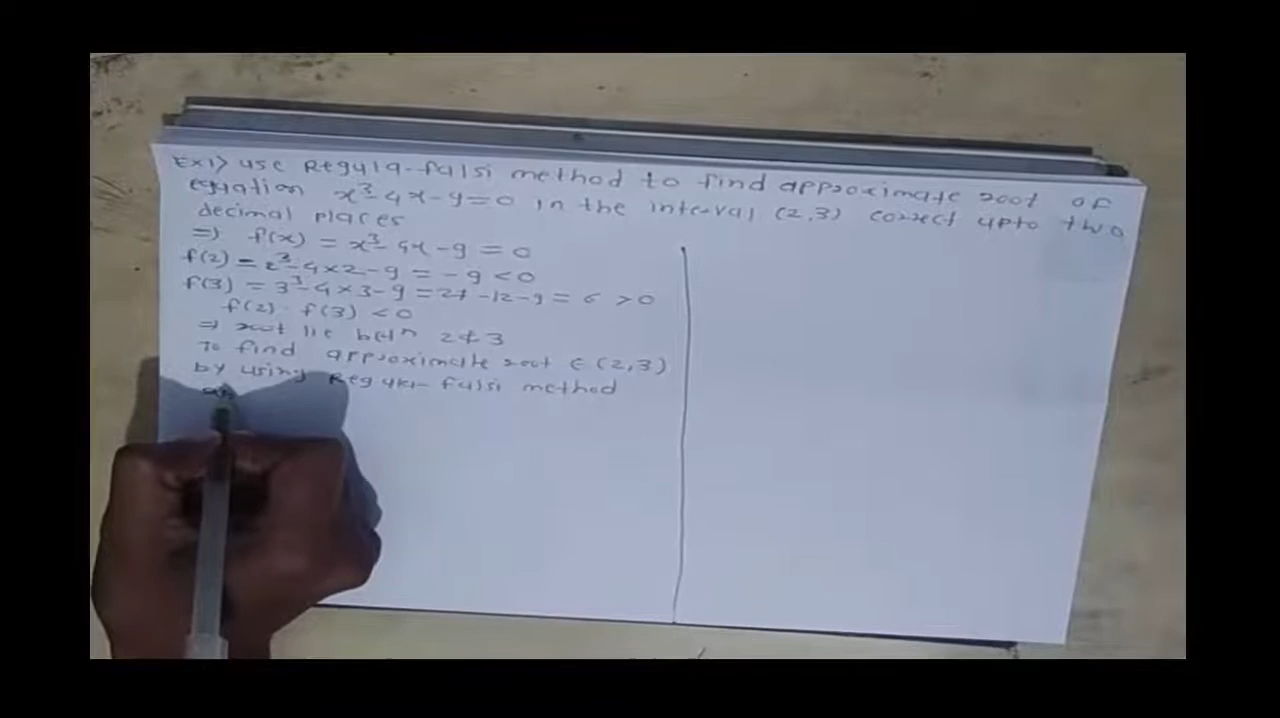 Ex1> use Regula-falsi method to find approximate root of
equation x³-4x-9=0 in the interval (2,3) correct upto two
decimal places
=> f(x) = x³-4x-9=0
f(2) = 2³-4×2-9 = -9<0
f(3) = 3³-4×3-9=27-12-9= 6 >0
f(2)·f(3) <0
=> root lie betn 2 & 3
To find approximate root ∈ (2,3)
by using Regula-falsi method